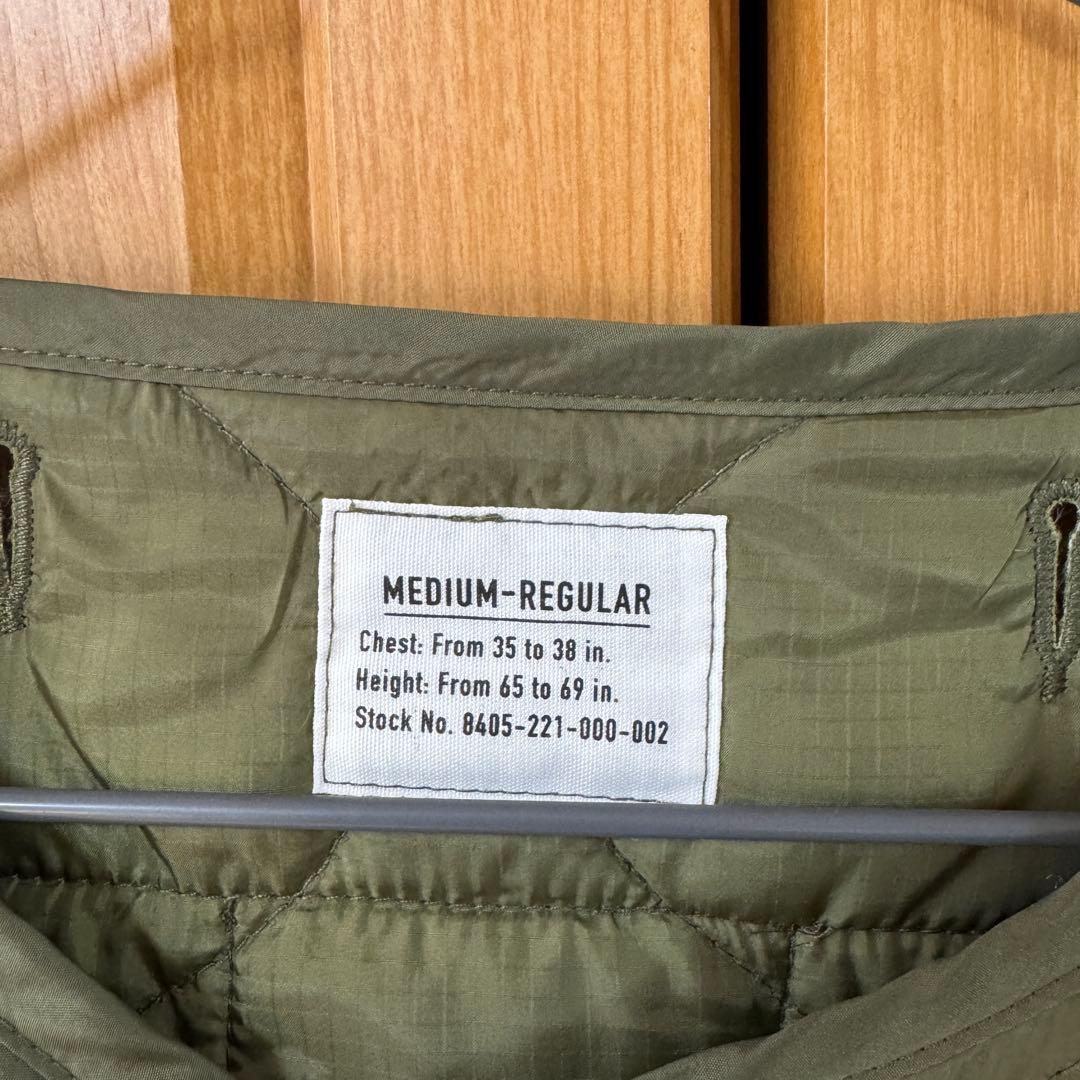 MEDIUM-REGULAR
Chest: From 35 to 38 in.
Height: From 65 to 69 in.
Stock No. 8405-221-000-002